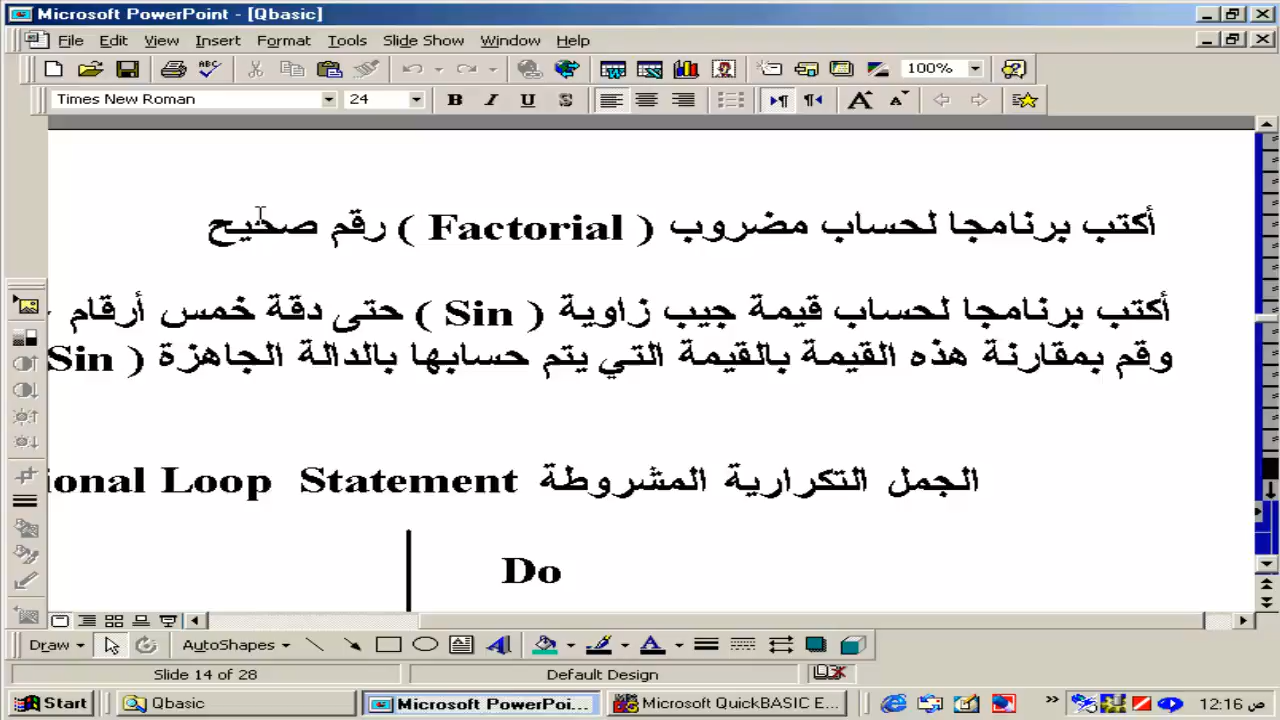 Microsoft PowerPoint - [Qbasic]
File Edit View Insert Format Tools Slide Show Window Help
100%
Times New Roman 24 B I U S
أكتب برنامجا لحساب مضروب ( Factorial ) رقم صحيح
أكتب برنامجا لحساب قيمة جيب زاوية ( Sin ) حتى دقة خمس أرقام
وقم بمقارنة هذه القيمة بالقيمة التي يتم حسابها بالدالة الجاهزة ( Sin
الجمل التكرارية المشروطة ional Loop Statement
Do
Draw AutoShapes
Slide 14 of 28 Default Design
Start Qbasic Microsoft PowerPoi... Microsoft QuickBASIC E... » 12:16 ص